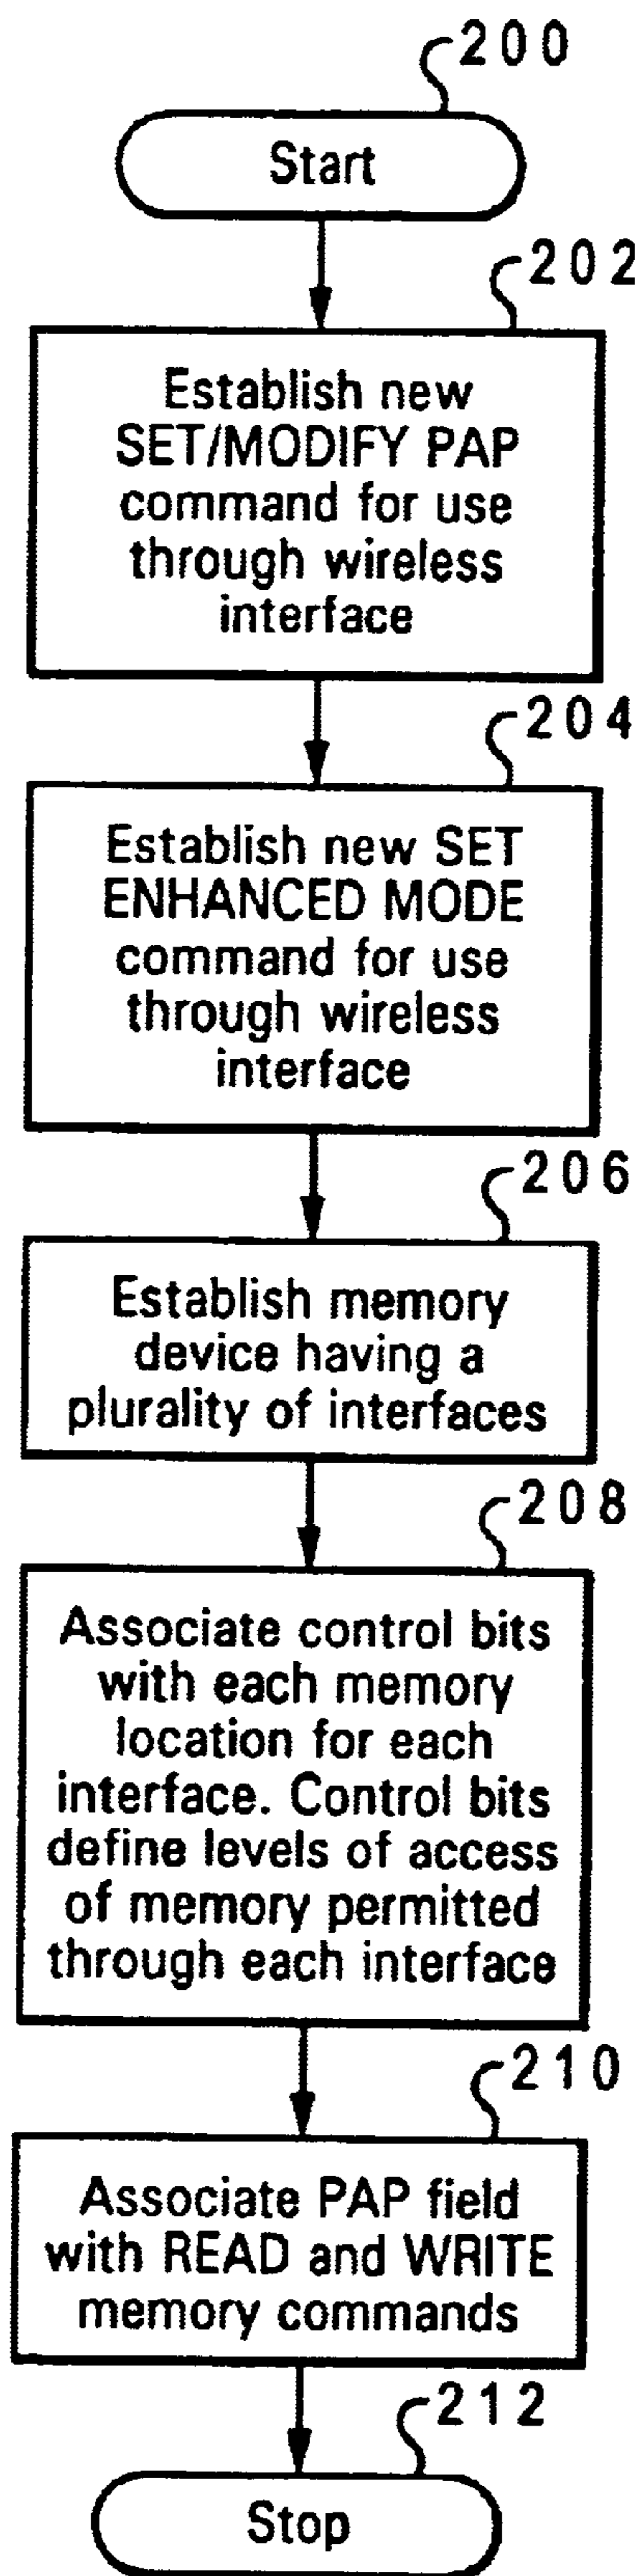 200
Start
202
Establish new
SET/MODIFY PAP
command for use
through wireless
interface
204
Establish new SET
ENHANCED MODE
command for use
through wireless
interface
206
Establish memory
device having a
plurality of interfaces
208
Associate control bits
with each memory
location for each
interface. Control bits
define levels of access
of memory permitted
through each interface
210
Associate PAP field
with READ and WRITE
memory commands
212
Stop